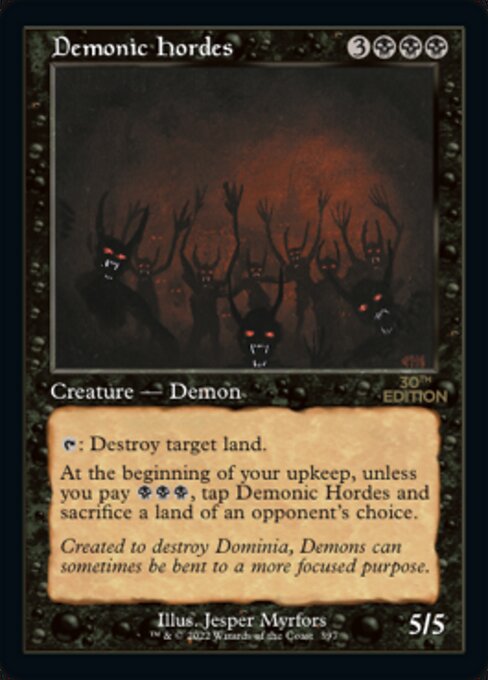 Demonic Hordes 3
30TH
EDITION
Creature — Demon
: Destroy target land.
At the beginning of your upkeep, unless
you pay , tap Demonic Hordes and
sacrifice a land of an opponent's choice.
Created to destroy Dominia, Demons can
sometimes be bent to a more focused purpose.
Illus. Jesper Myrfors
™ & © 2022 Wizards of the Coast 397
5/5